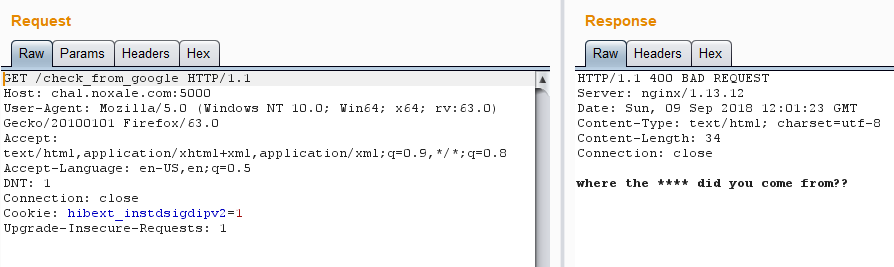 Request
Raw Params Headers Hex
GET /check_from_google HTTP/1.1
Host: chal.noxale.com:5000
User-Agent: Mozilla/5.0 (Windows NT 10.0; Win64; x64; rv:63.0)
Gecko/20100101 Firefox/63.0
Accept:
text/html,application/xhtml+xml,application/xml;q=0.9,*/*;q=0.8
Accept-Language: en-US,en;q=0.5
DNT: 1
Connection: close
Cookie: hibext_instdsigdipv2=1
Upgrade-Insecure-Requests: 1
Response
Raw Headers Hex
HTTP/1.1 400 BAD REQUEST
Server: nginx/1.13.12
Date: Sun, 09 Sep 2018 12:01:23 GMT
Content-Type: text/html; charset=utf-8
Content-Length: 34
Connection: close
where the **** did you come from??